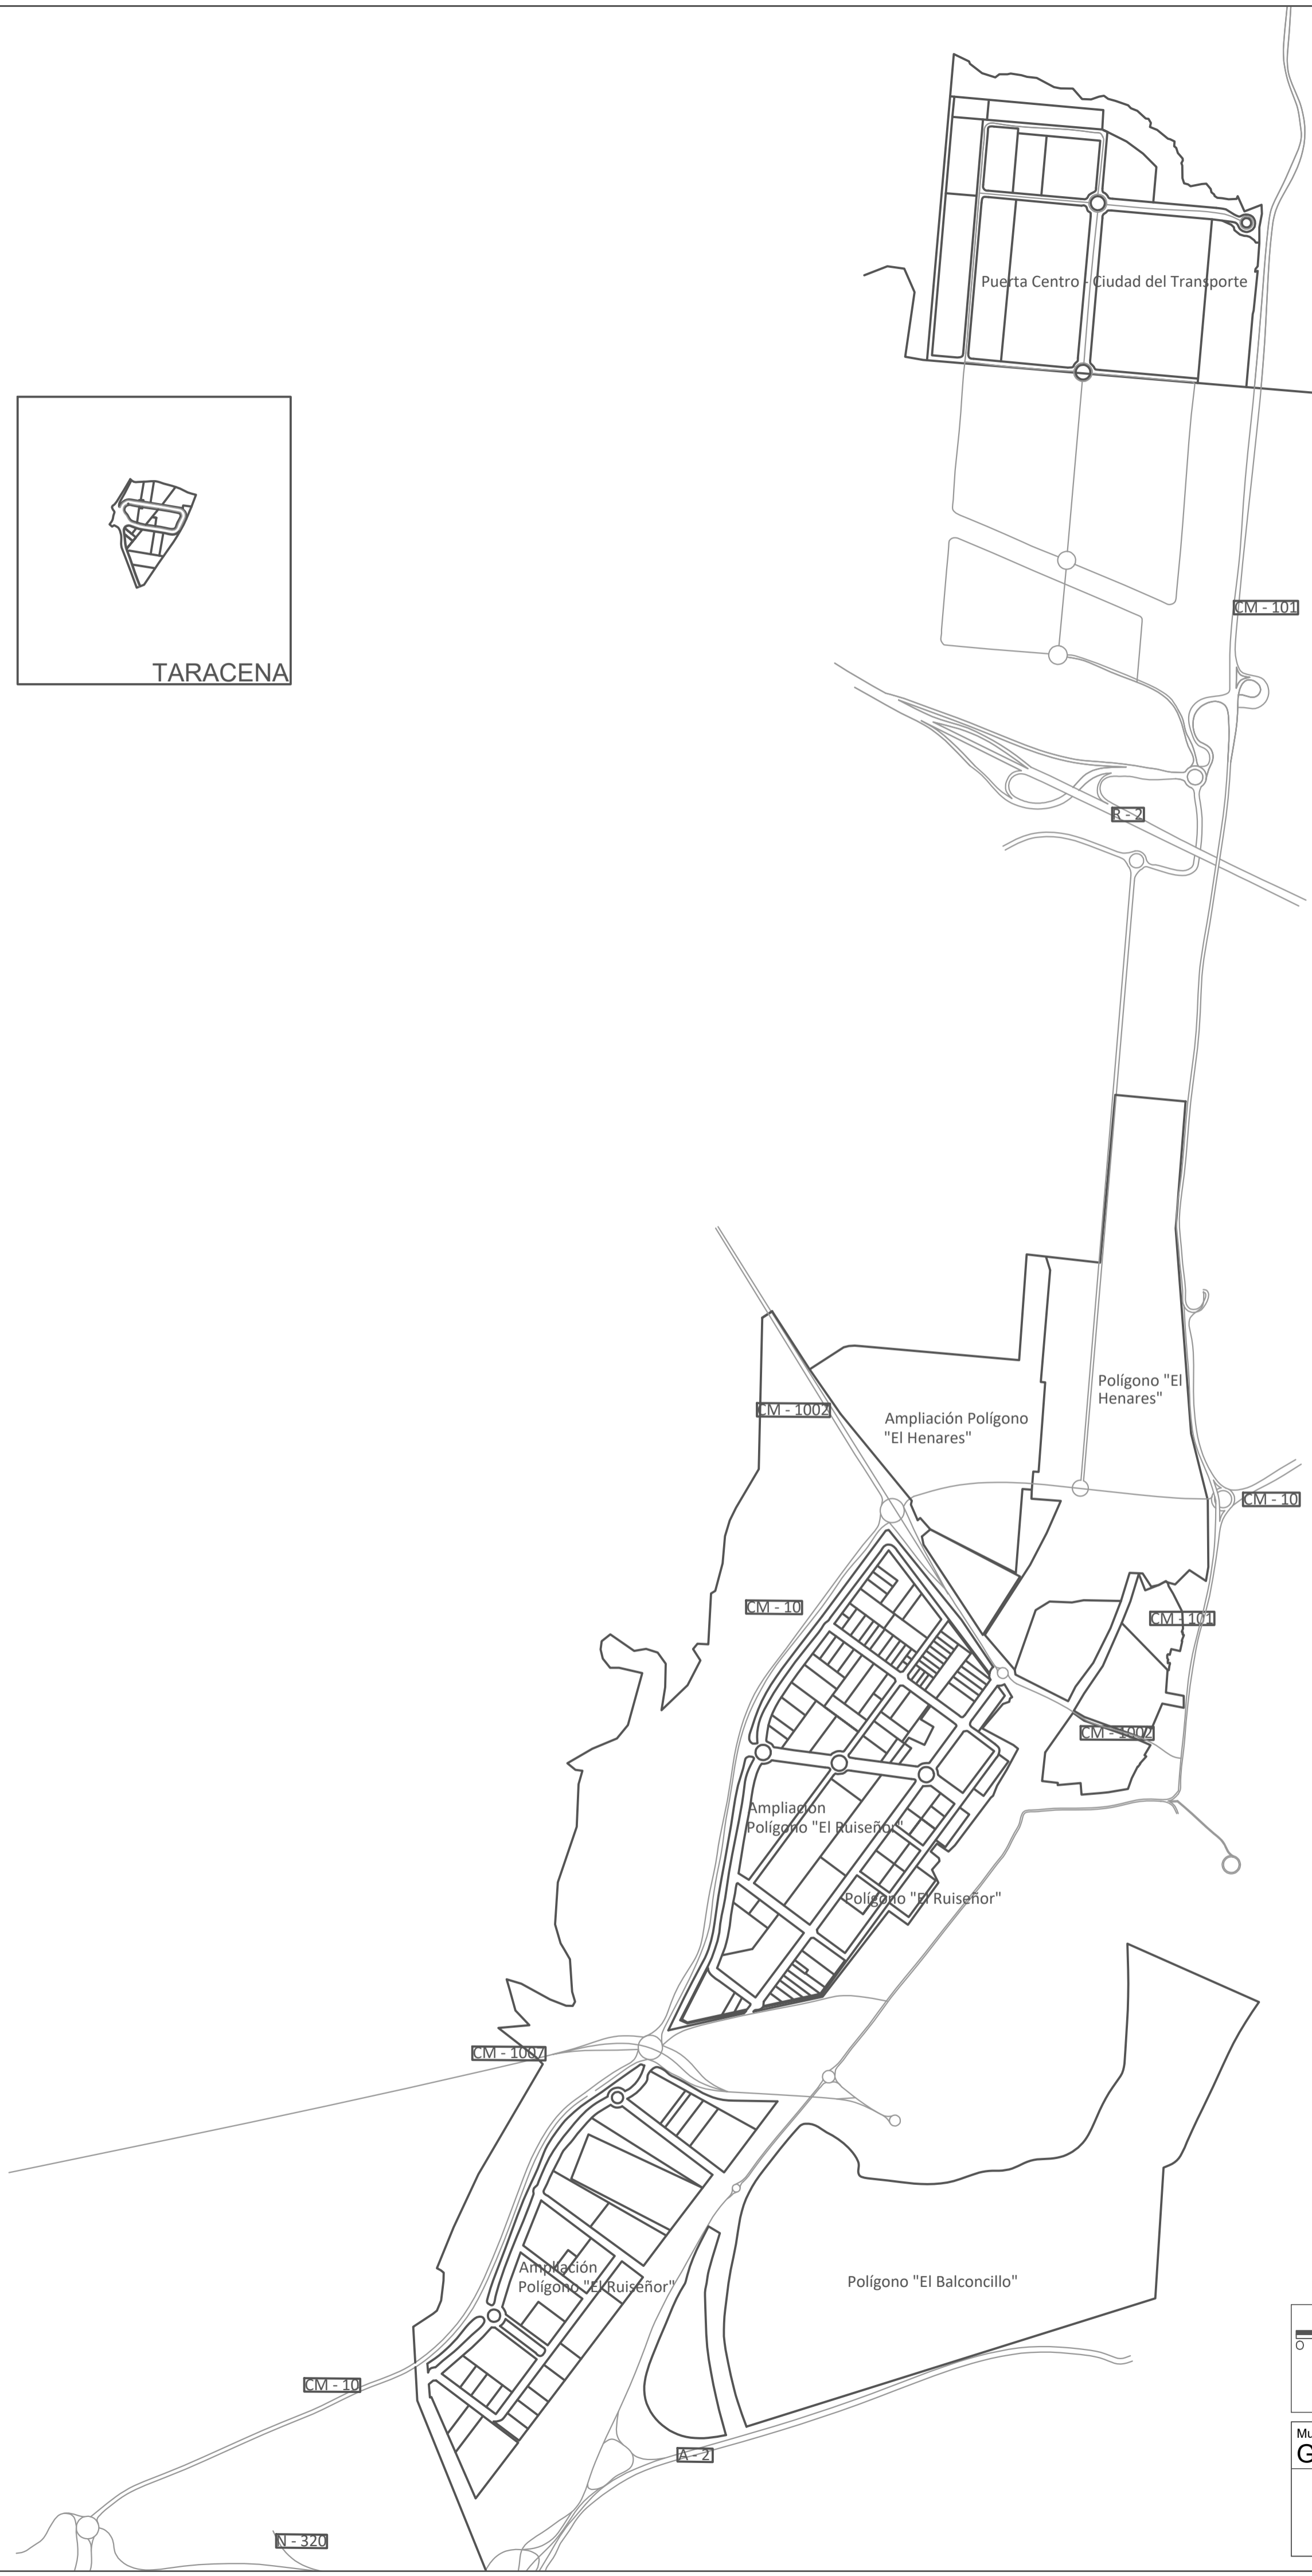 Puerta Centro - Ciudad del Transporte
CM - 101
TARACENA
R - 2
Polígono "El
Henares"
CM - 1002
Ampliación Polígono
"El Henares"
CM - 10
CM - 10
CM - 101
CM - 1002
Ampliación
Polígono "El Ruiseñor"
Polígono "El Ruiseñor"
CM - 1007
Ampliación
Polígono "El Ruiseñor"
Polígono "El Balconcillo"
0
CM - 10
Mu
G
A - 2
N - 320